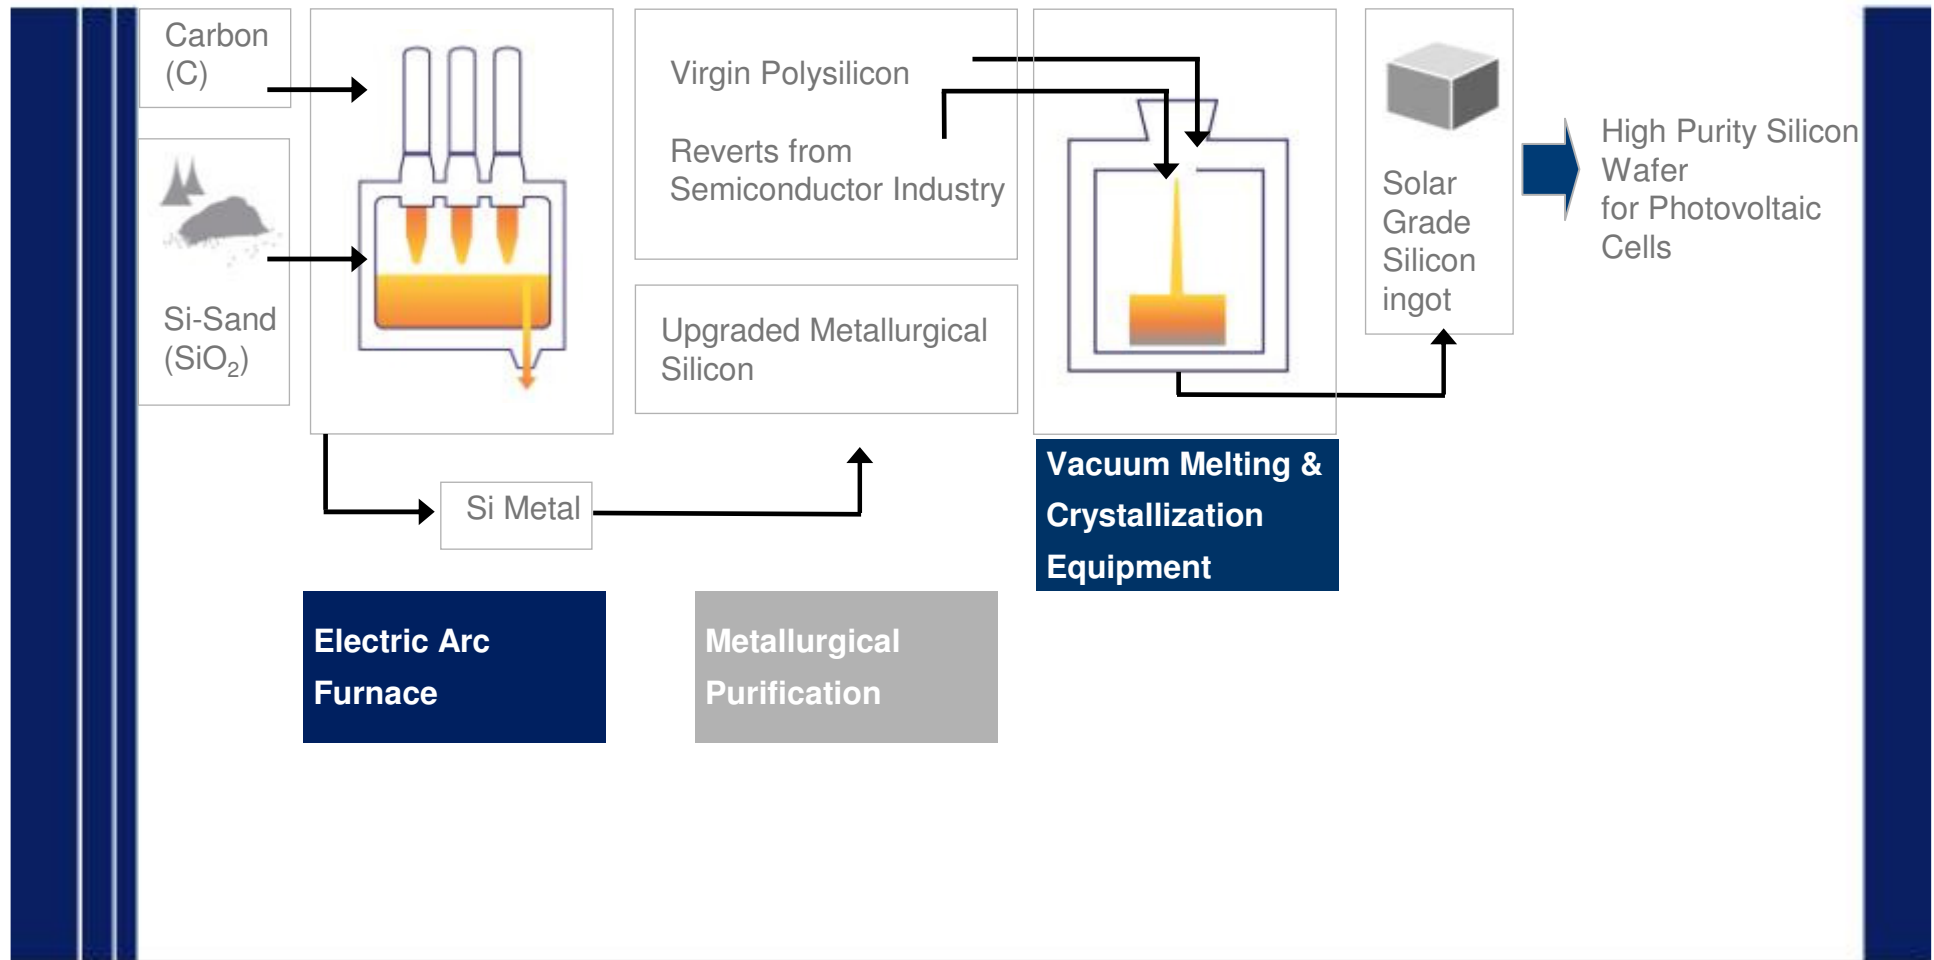 Carbon
(C)
Si-Sand
(SiO₂)
Virgin Polysilicon
Reverts from
Semiconductor Industry
Upgraded Metallurgical
Silicon
Solar
Grade
Silicon
ingot
High Purity Silicon
Wafer
for Photovoltaic
Cells
Si Metal
Vacuum Melting &
Crystallization
Equipment
Electric Arc
Furnace
Metallurgical
Purification